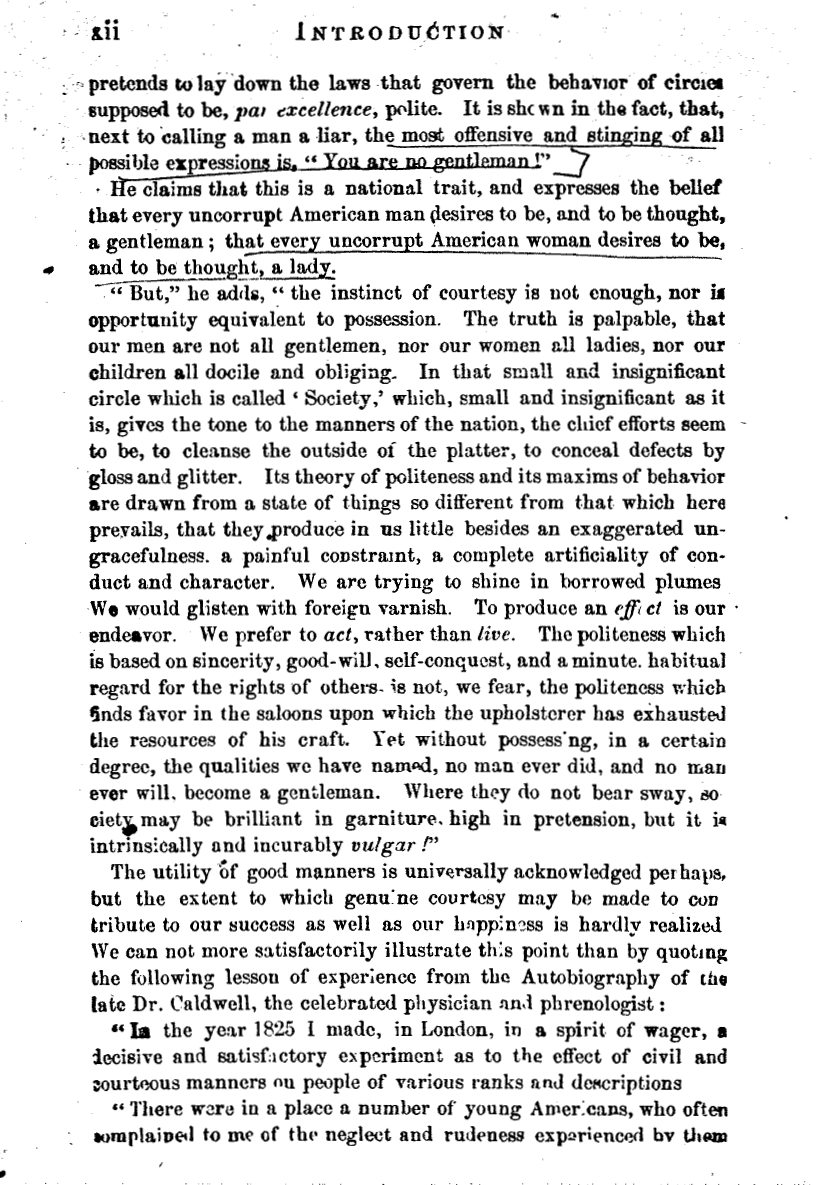 xii INTRODUCTION
pretends to lay down the laws that govern the behavior of circles
supposed to be, par excellence, polite. It is shown in the fact, that,
next to calling a man a liar, the most offensive and stinging of all
possible expressions is, “ You are no gentleman !”
He claims that this is a national trait, and expresses the belief
that every uncorrupt American man desires to be, and to be thought,
a gentleman ; that every uncorrupt American woman desires to be,
and to be thought, a lady.
“ But,” he adds, “ the instinct of courtesy is not enough, nor is
opportunity equivalent to possession. The truth is palpable, that
our men are not all gentlemen, nor our women all ladies, nor our
children all docile and obliging. In that small and insignificant
circle which is called ‘ Society,’ which, small and insignificant as it
is, gives the tone to the manners of the nation, the chief efforts seem
to be, to cleanse the outside of the platter, to conceal defects by
gloss and glitter. Its theory of politeness and its maxims of behavior
are drawn from a state of things so different from that which here
prevails, that they produce in us little besides an exaggerated un-
gracefulness, a painful constraint, a complete artificiality of con-
duct and character. We are trying to shine in borrowed plumes
We would glisten with foreign varnish. To produce an effect is our
endeavor. We prefer to act, rather than live. The politeness which
is based on sincerity, good-will, self-conquest, and a minute, habitual
regard for the rights of others, is not, we fear, the politeness which
finds favor in the saloons upon which the upholsterer has exhausted
the resources of his craft. Yet without possessing, in a certain
degree, the qualities we have named, no man ever did, and no man
ever will, become a gentleman. Where they do not bear sway, so
ciety may be brilliant in garniture, high in pretension, but it is
intrinsically and incurably vulgar !”
The utility of good manners is universally acknowledged perhaps,
but the extent to which genuine courtesy may be made to con
tribute to our success as well as our happiness is hardly realized
We can not more satisfactorily illustrate this point than by quoting
the following lesson of experience from the Autobiography of the
late Dr. Caldwell, the celebrated physician and phrenologist :
“ In the year 1825 I made, in London, in a spirit of wager, a
decisive and satisfactory experiment as to the effect of civil and
courteous manners on people of various ranks and descriptions
“ There were in a place a number of young Americans, who often
complained to me of the neglect and rudeness experienced by them